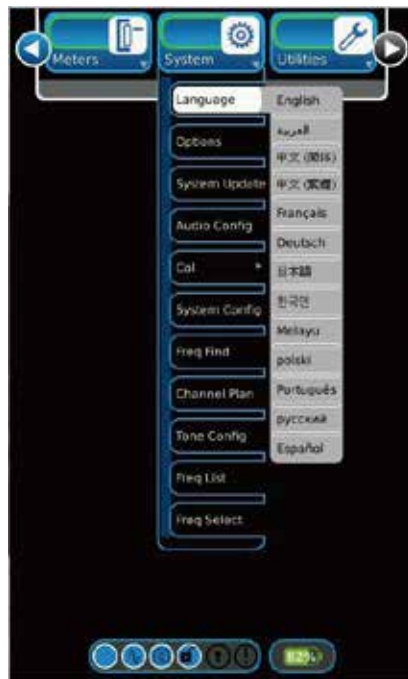 Meters
System
Utilities
Language
English
العربية
Options
中文 (简体)
System Update
中文 (繁體)
Audio Config
Français
Deutsch
Cal
日本語
System Config
한국인
Melayu
Freq Find
polski
Channel Plan
Português
русский
Tone Config
Español
Freq List
Freq Select
82%